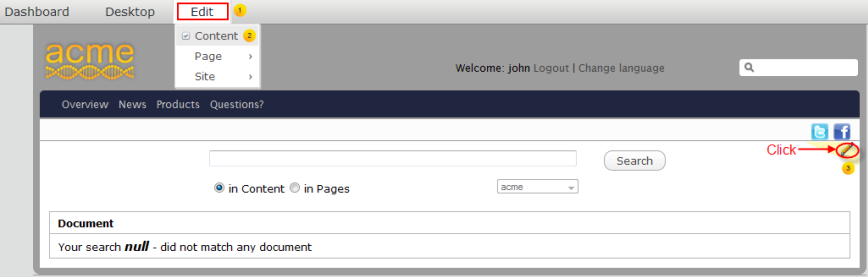 Dashboard Desktop Edit 1
Content 2
Page
Site
acme
Welcome: john Logout | Change language
Overview News Products Questions?
Click
3
Search
in Content in Pages acme
Document
Your search null - did not match any document